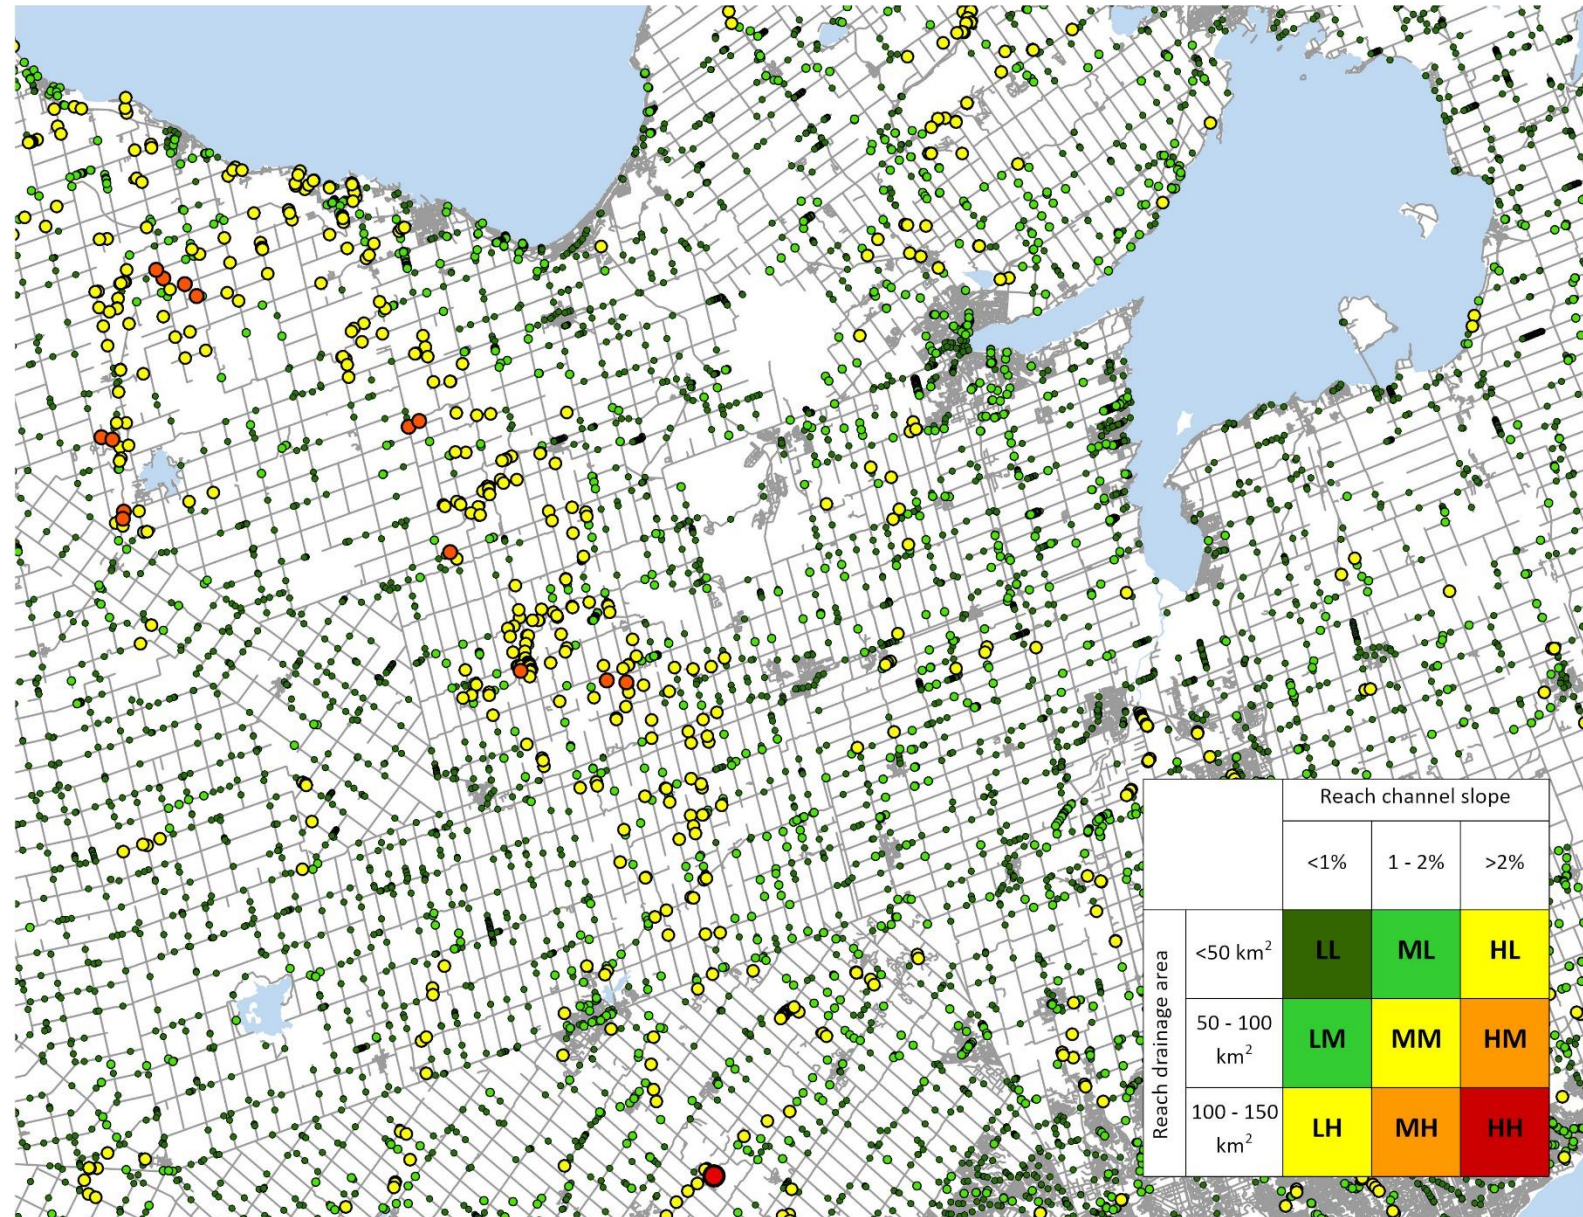 Reach channel slope
<1%
1 - 2%
>2%
Reach drainage area
<50 km²
LL
ML
HL
50 - 100
km²
LM
MM
HM
100 - 150
km²
LH
MH
HH